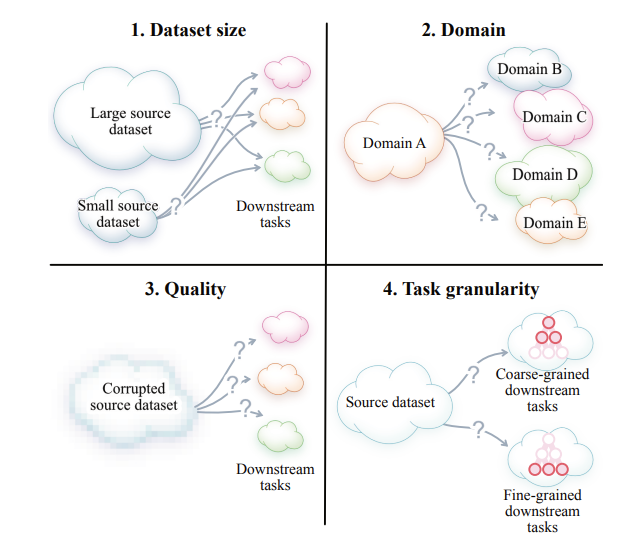 1. Dataset size
Large source
dataset
?
Small source
dataset
?
Downstream
tasks
2. Domain
Domain A
?
?
?
?
Domain B
Domain C
Domain D
Domain E
3. Quality
Corrupted
source dataset
?
?
?
Downstream
tasks
4. Task granularity
Source dataset
?
?
Coarse-grained
downstream
tasks
Fine-grained
downstream
tasks